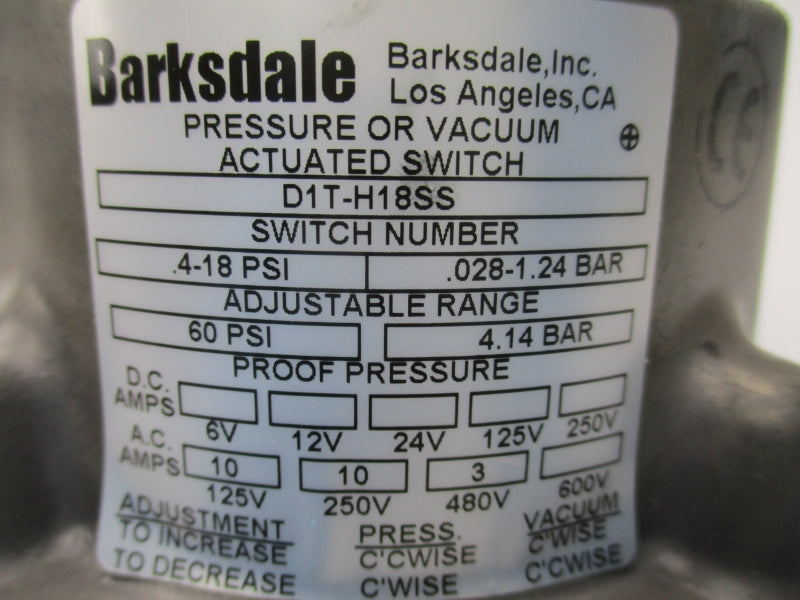 Barksdale Barksdale,Inc.
Los Angeles,CA
PRESSURE OR VACUUM
ACTUATED SWITCH
D1T-H18SS
SWITCH NUMBER
.4-18 PSI .028-1.24 BAR
ADJUSTABLE RANGE
60 PSI 4.14 BAR
PROOF PRESSURE
D.C.
AMPS
6V 12V 24V 125V 250V
A.C.
AMPS 10 10 3
125V 250V 480V 600V
ADJUSTMENT PRESS. VACUUM
TO INCREASE C'CWISE C'WISE
TO DECREASE C'WISE C'CWISE
CE